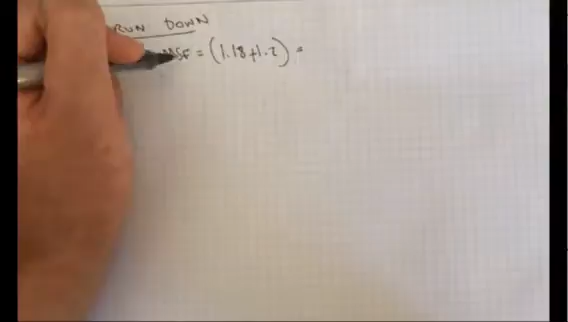 RUN DOWN
= (1.18+1.2) =